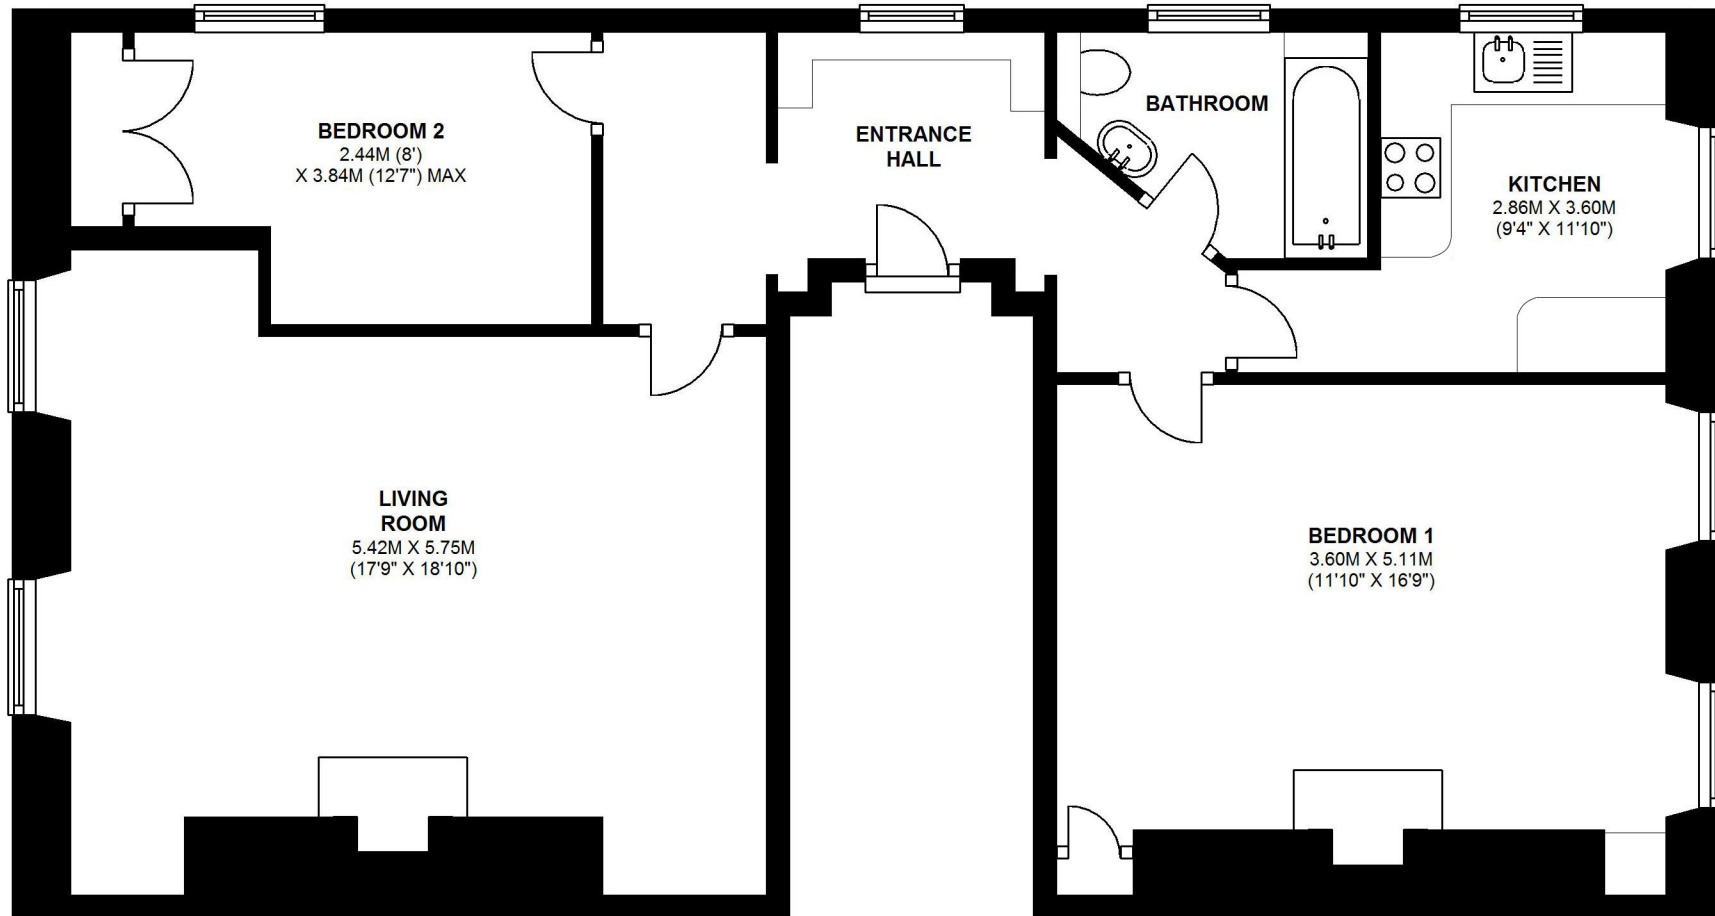 BEDROOM 2
2.44M (8')
X 3.84M (12'7") MAX
ENTRANCE
HALL
BATHROOM
KITCHEN
2.86M X 3.60M
(9'4" X 11'10")
LIVING
ROOM
5.42M X 5.75M
(17'9" X 18'10")
BEDROOM 1
3.60M X 5.11M
(11'10" X 16'9")